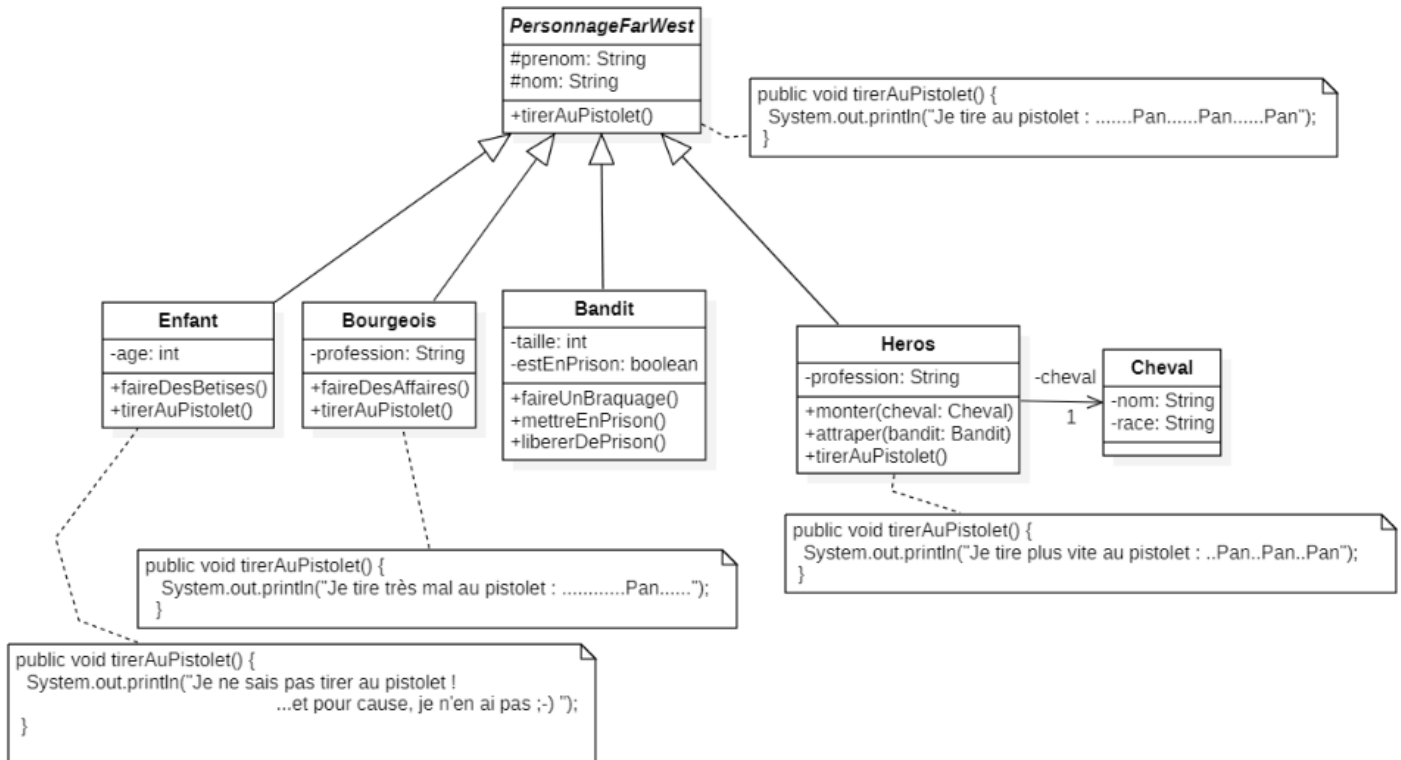 PersonnageFarWest
#prenom: String
#nom: String
+tirerAuPistolet()
public void tirerAuPistolet() {
System.out.println("Je tire au pistolet : .......Pan......Pan......Pan");
}
Enfant
-age: int
+faireDesBetises()
+tirerAuPistolet()
Bourgeois
-profession: String
+faireDesAffaires()
+tirerAuPistolet()
Bandit
-taille: int
-estEnPrison: boolean
+faireUnBraquage()
+mettreEnPrison()
+libererDePrison()
Heros
-profession: String
+monter(cheval: Cheval)
+attraper(bandit: Bandit)
+tirerAuPistolet()
-cheval
1
Cheval
-nom: String
-race: String
public void tirerAuPistolet() {
System.out.println("Je tire plus vite au pistolet : ..Pan..Pan..Pan");
}
public void tirerAuPistolet() {
System.out.println("Je tire très mal au pistolet : ............Pan......");
}
public void tirerAuPistolet() {
System.out.println("Je ne sais pas tirer au pistolet !
...et pour cause, je n'en ai pas ;-) ");
}